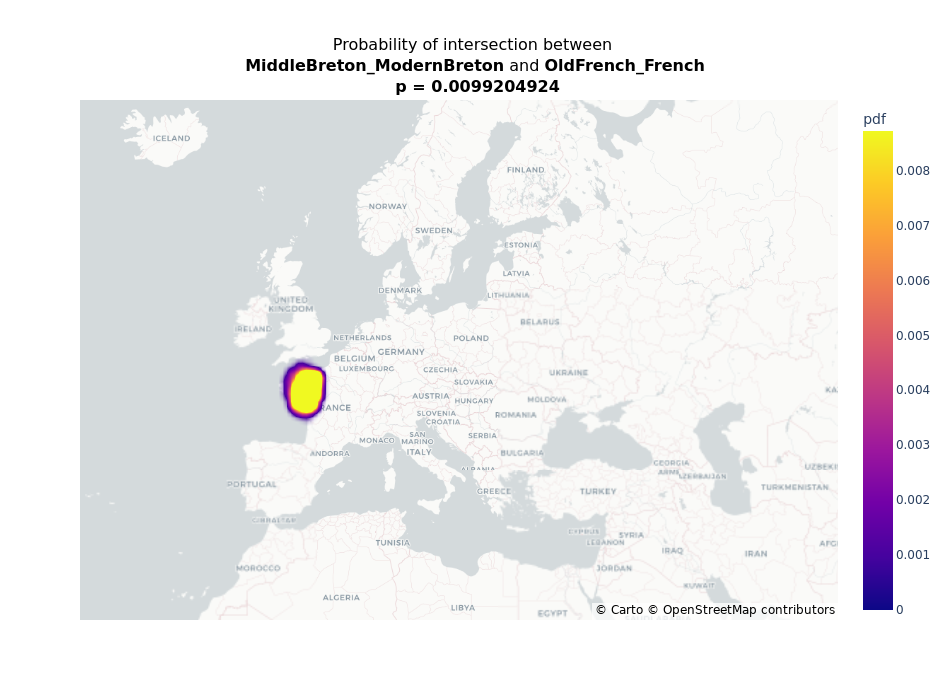 Probability of intersection between
MiddleBreton_ModernBreton and OldFrench_French
p = 0.0099204924
pdf
ICELAND
FINLAND
NORWAY
SWEDEN
ESTONIA
LATVIA
LITHUANIA
DENMARK
UNITED
KINGDOM
IRELAND
BELARUS
NETHERLANDS
POLAND
GERMANY
BELGIUM
LUXEMBOURG
CZECHIA
UKRAINE
SLOVAKIA
AUSTRIA
HUNGARY
MOLDOVA
RANCE
SLOVENIA
CROATIA
ROMANIA
SAN
MARINO
MONACO
SERBIA
ITALY
ANDORRA
BULGARIA
ALBANIA
GEORGIA
ARME
AZERBAIJAN
UZBEKI
KA
TURKMENISTAN
PORTUGAL
GREECE
TURKEY
GIBRALTAR
CYPRUS
SYRIA
LEBANON
TUNISIA
IRAQ
IRAN
AFG
MOROCCO
JORDAN
KUWAIT
ALGERIA
LIBYA
EGYPT
SAUDI ARABIA
© Carto © OpenStreetMap contributors
0.008
0.007
0.006
0.005
0.004
0.003
0.002
0.001
0